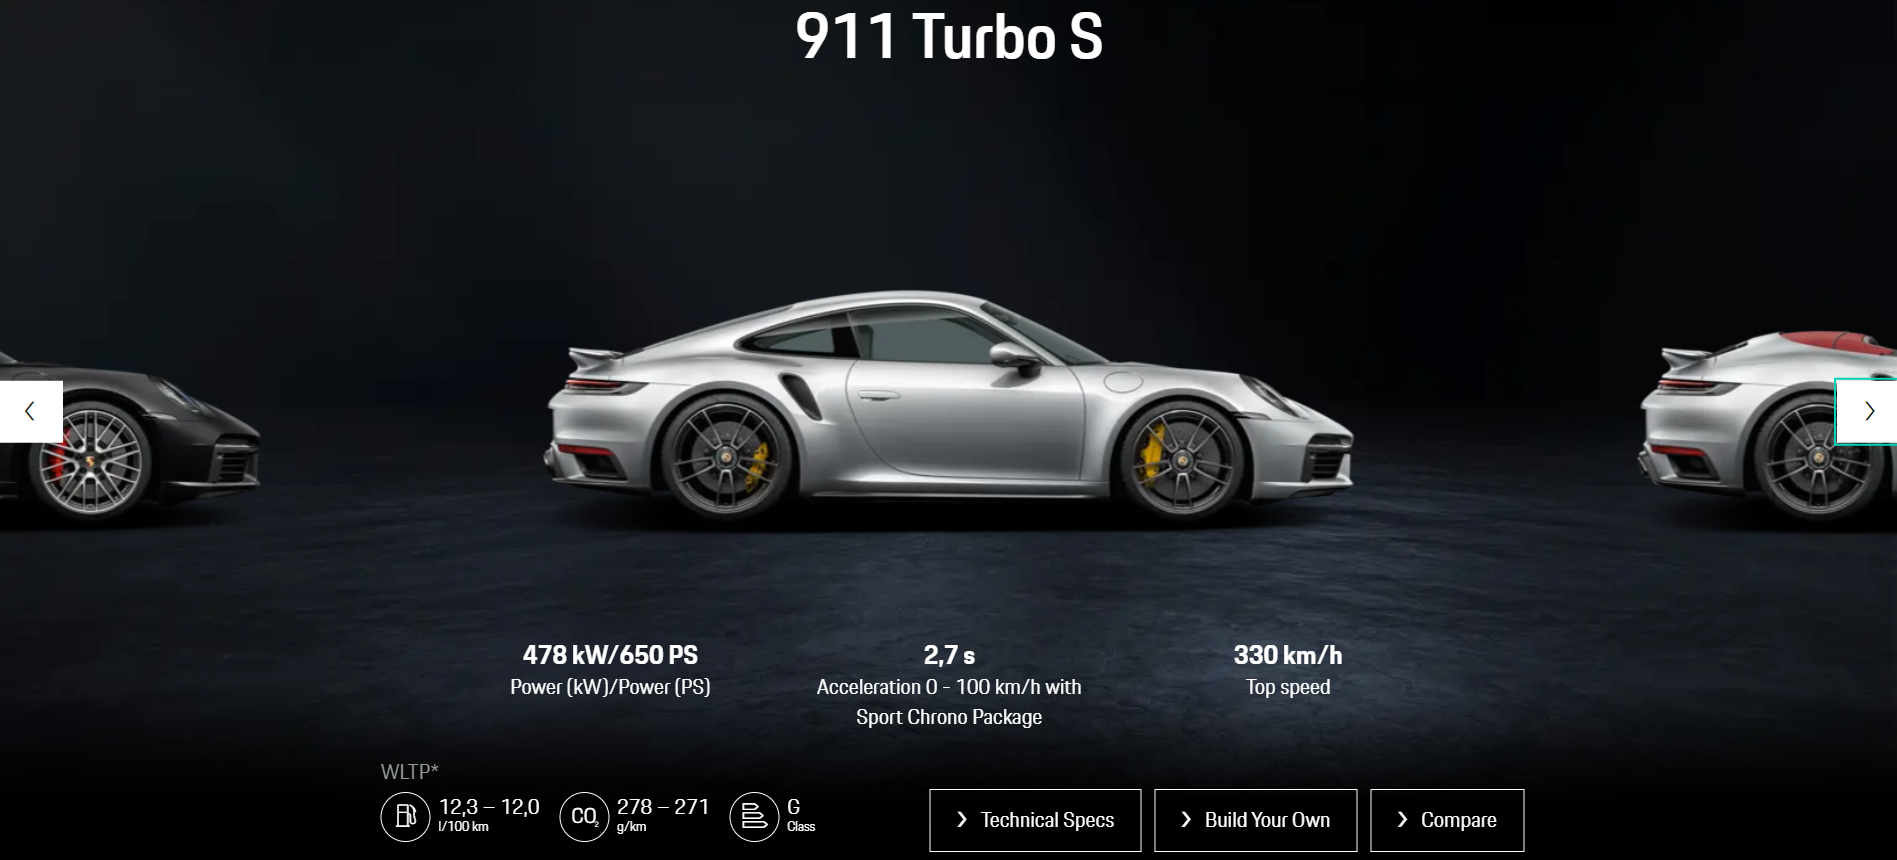 911 Turbo S
478 kW/650 PS
Power (kW)/Power (PS)
2,7 s
Acceleration 0 - 100 km/h with
Sport Chrono Package
330 km/h
Top speed
WLTP*
12,3 – 12,0
l/100 km
CO2
278 – 271
g/km
G
Class
Technical Specs
Build Your Own
Compare